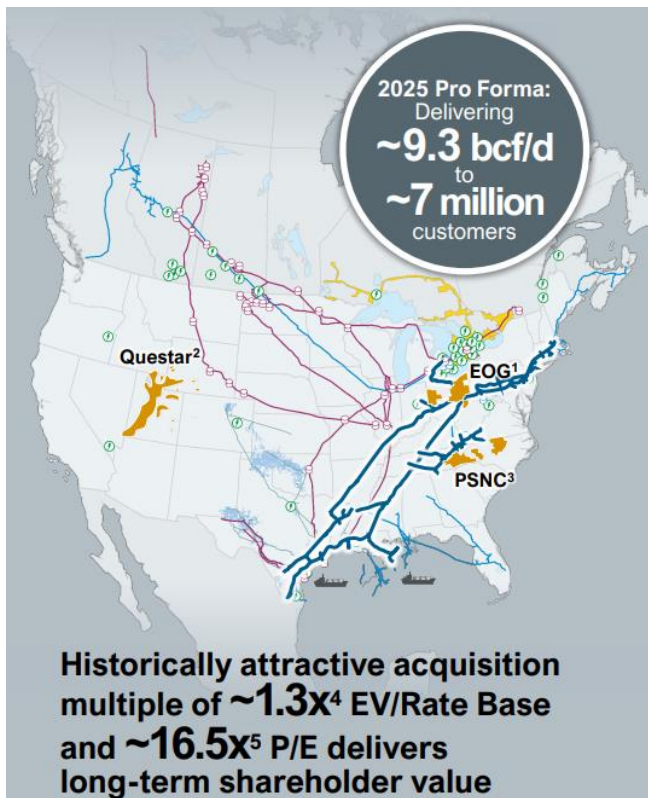 2025 Pro Forma:
Delivering
~9.3 bcf/d
to
~7 million
customers
Questar²
EOG¹
PSNC³
Historically attractive acquisition
multiple of ~1.3x⁴ EV/Rate Base
and ~16.5x⁵ P/E delivers
long-term shareholder value